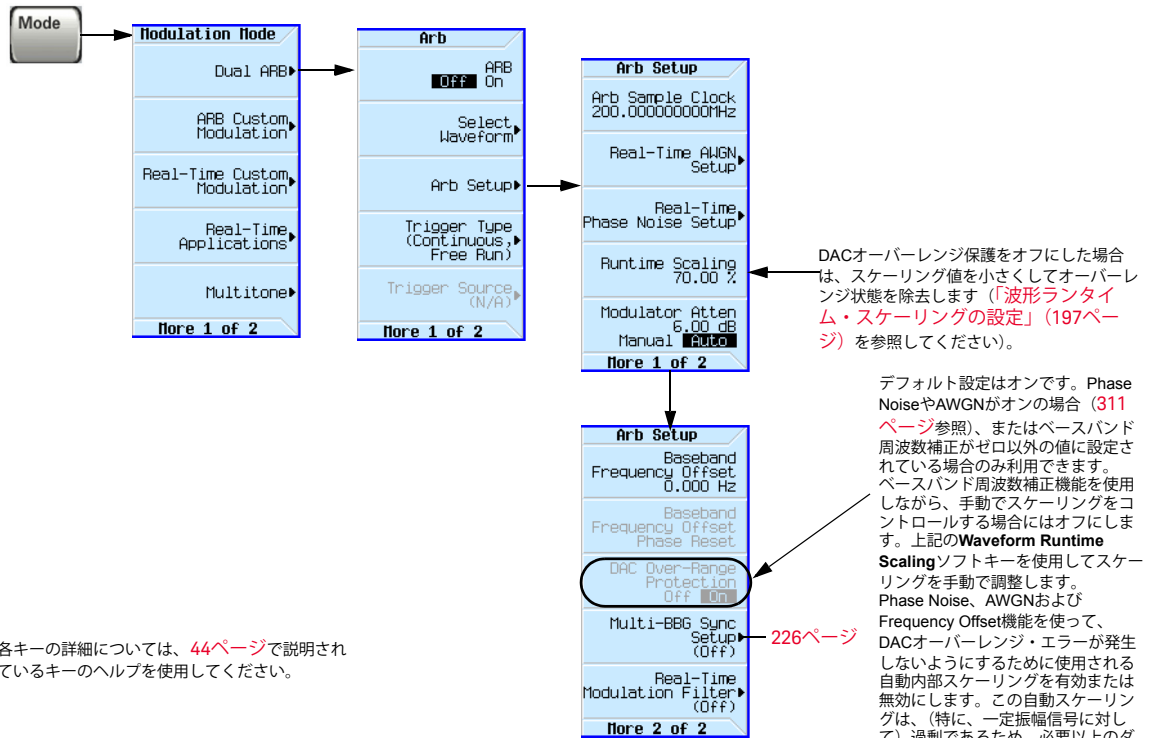 Mode
Modulation Mode
Dual ARB
ARB Custom
Modulation
Real-Time Custom
Modulation
Real-Time
Applications
Multitone
More 1 of 2
Arb
ARB
Off On
Select
Waveform
Arb Setup
Trigger Type
(Continuous,
Free Run)
Trigger Source
(N/A)
More 1 of 2
Arb Setup
Arb Sample Clock
200.000000000MHz
Real-Time AWGN
Setup
Real-Time
Phase Noise Setup
Runtime Scaling
70.00 %
Modulator Atten
6.00 dB
Manual Auto
More 1 of 2
DACオーバーレンジ保護をオフにした場合
は、スケーリング値を小さくしてオーバーレ
ンジ状態を除去します(「波形ランタイ
ム・スケーリングの設定」(197ペー
ジ)を参照してください)。
Arb Setup
Baseband
Frequency Offset
0.000 Hz
Baseband
Frequency Offset
Phase Reset
DAC Over-Range
Protection
Off On
Multi-BBG Sync
Setup
(Off)
226ページ
Real-Time
Modulation Filter
(Off)
More 2 of 2
デフォルト設定はオンです。Phase
NoiseやAWGNがオンの場合(311
ページ参照)、またはベースバンド
周波数補正がゼロ以外の値に設定さ
れている場合のみ利用できます。
ベースバンド周波数補正機能を使用
しながら、手動でスケーリングをコ
ントロールする場合にはオフにしま
す。上記のWaveform Runtime
Scalingソフトキーを使用してスケー
リングを手動で調整します。
Phase Noise、AWGNおよび
Frequency Offset機能を使って、
DACオーバーレンジ・エラーが発生
しないようにするために使用される
自動内部スケーリングを有効または
無効にします。この自動スケーリン
グは、(特に、一定振幅信号に対し
て)過剰であるため、必要以上のダ
各キーの詳細については、44ページで説明され
ているキーのヘルプを使用してください。